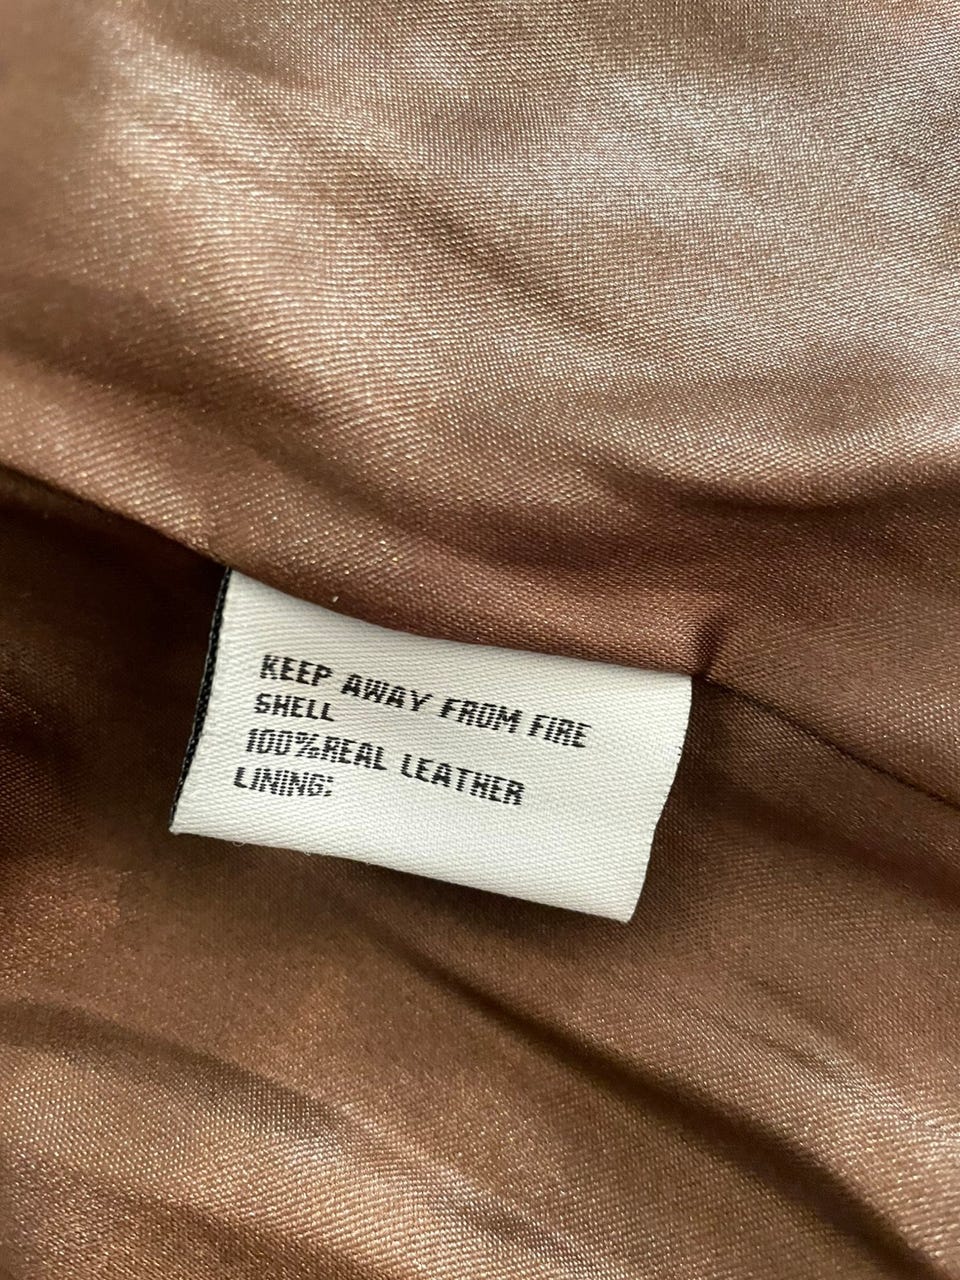 KEEP AWAY FROM FIRE
SHELL
100%REAL LEATHER
LINING: